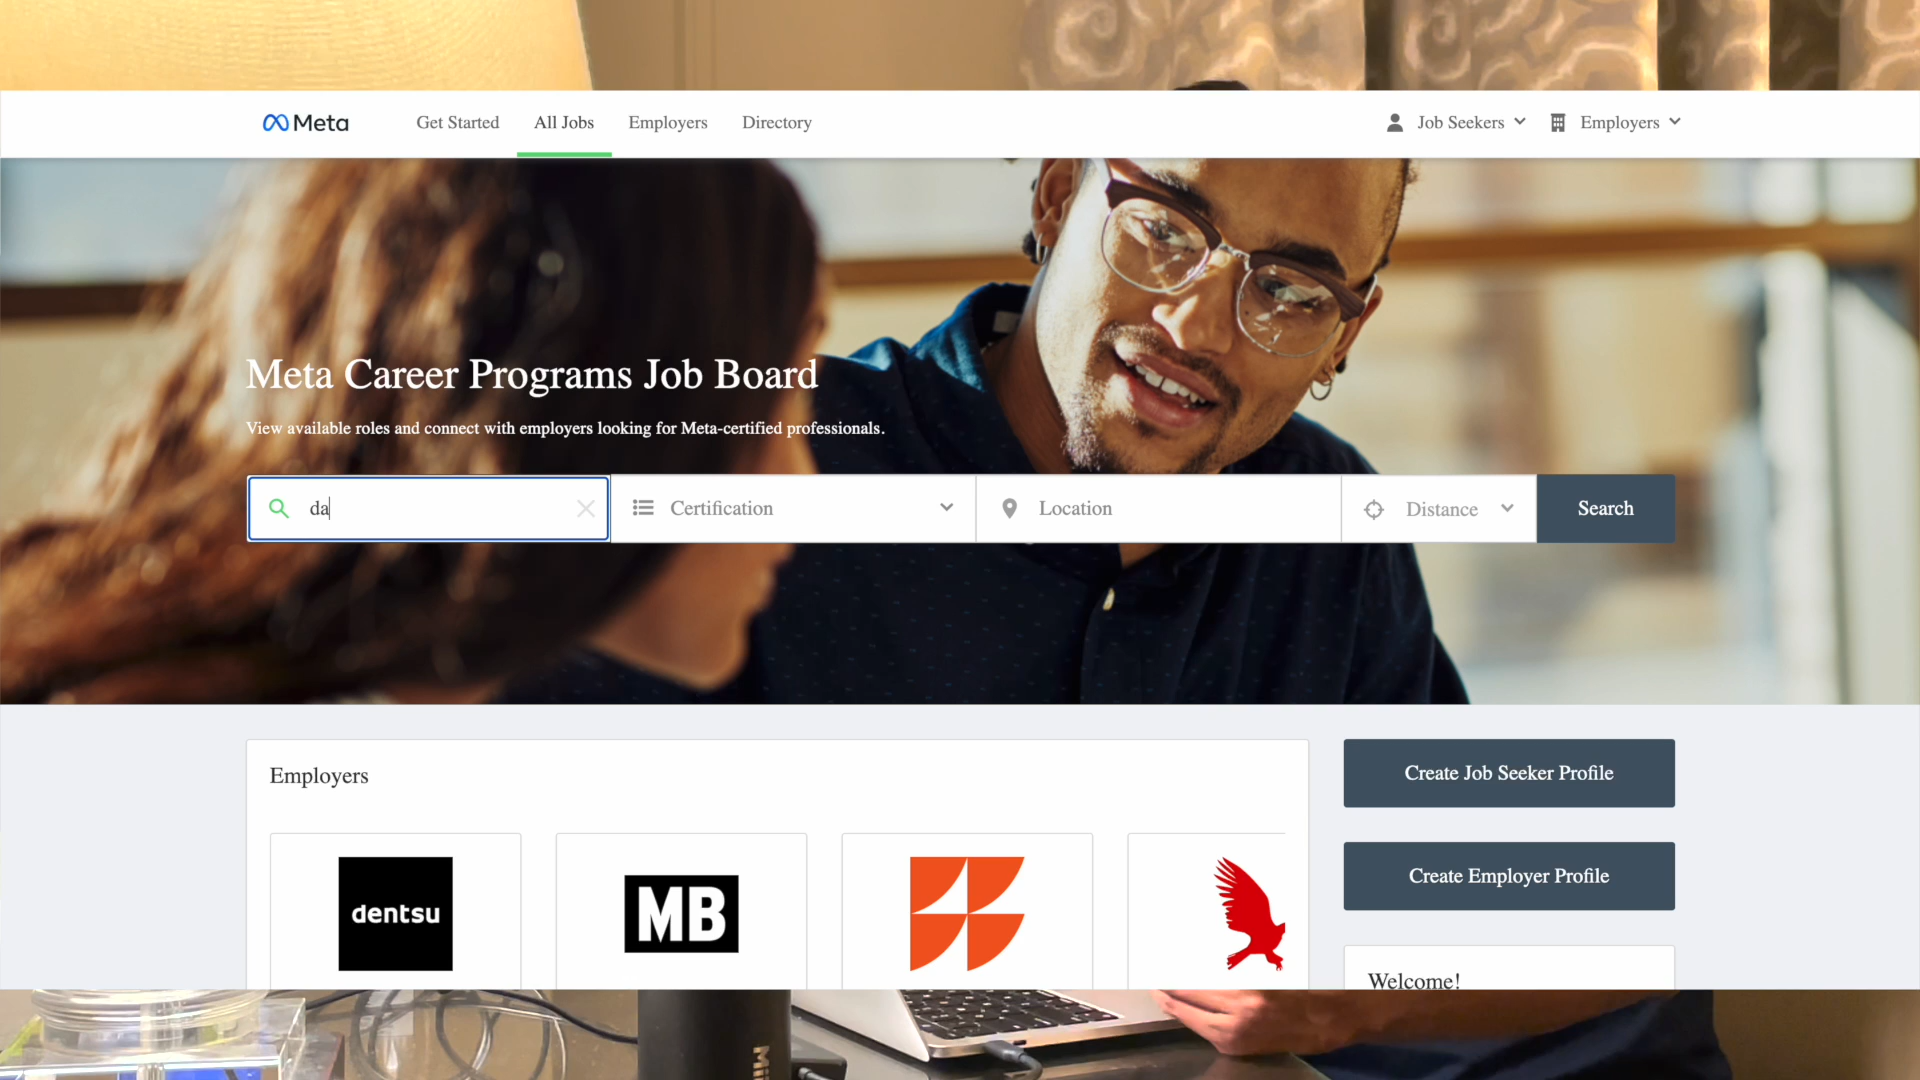 Meta
Get Started
All Jobs
Employers
Directory
Job Seekers
Employers
Meta Career Programs Job Board
View available roles and connect with employers looking for Meta-certified professionals.
da
Certification
Location
Distance
Search
Employers
Create Job Seeker Profile
dentsu
MB
Create Employer Profile
Welcome!